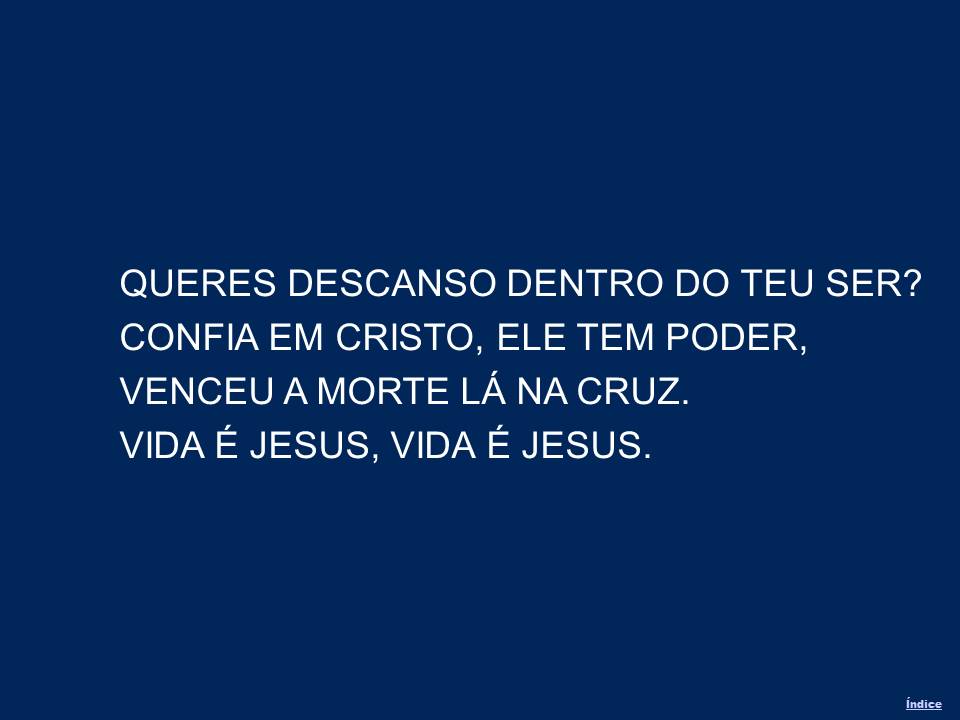 QUERES DESCANSO DENTRO DO TEU SER?
CONFIA EM CRISTO, ELE TEM PODER,
VENCEU A MORTE LÁ NA CRUZ.
VIDA É JESUS, VIDA É JESUS.
Índice